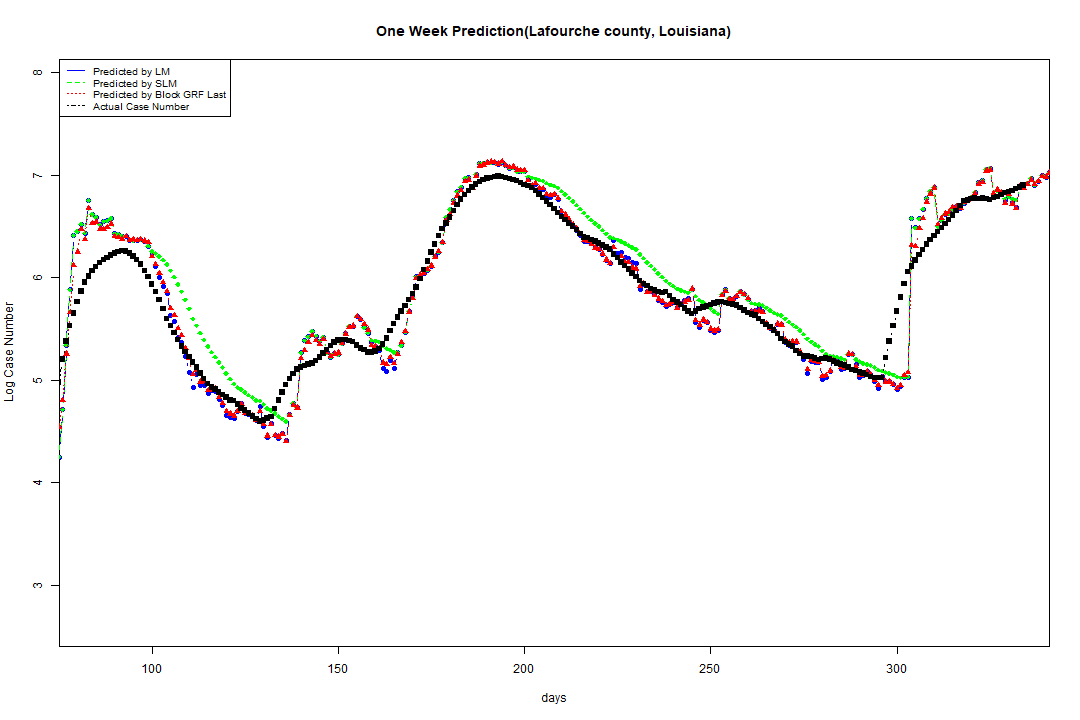 One Week Prediction(Lafourche county, Louisiana)
Predicted by LM
Predicted by SLM
Predicted by Block GRF Last
Actual Case Number
8
7
6
5
4
3
Log Case Number
100 150 200 250 300
days